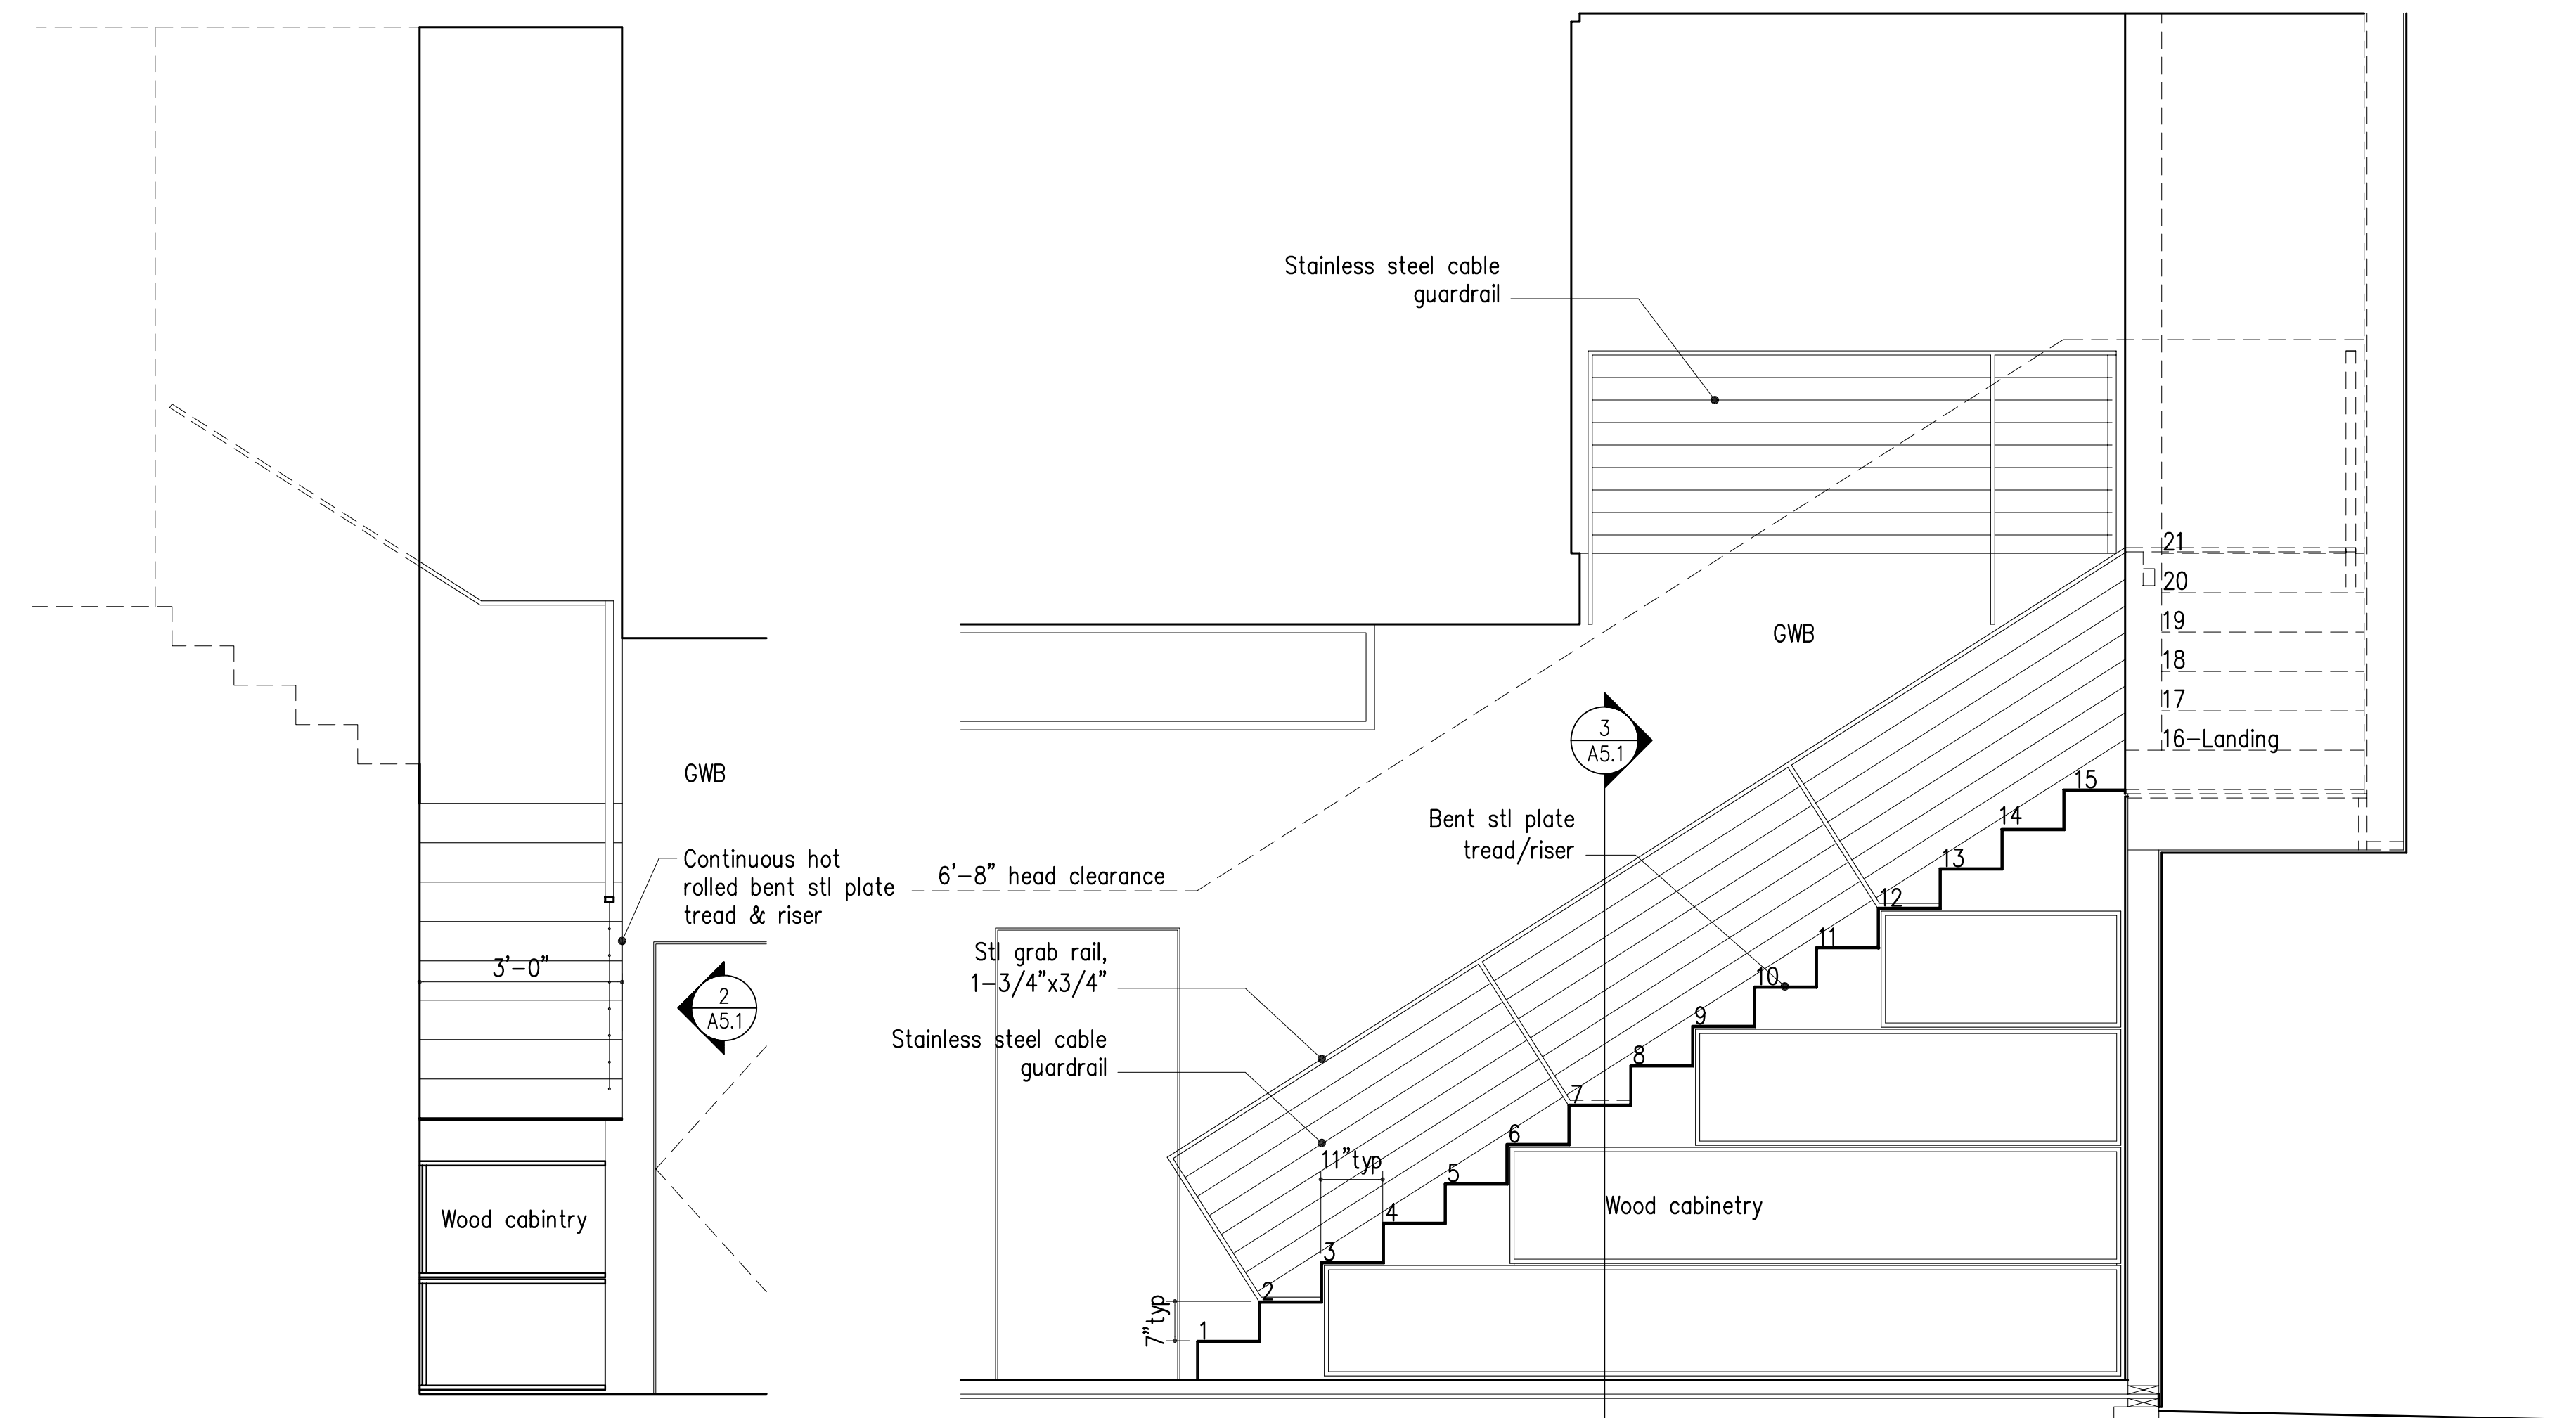 Stainless steel cable
guardrail
GWB
GWB
21
20
19
18
17
16-Landing
15
14
13
12
11
10
9
8
7
6
5
4
3
2
1
3
A5.1
Bent stl plate
tread/riser
Continuous hot
rolled bent stl plate
tread & riser
6'-8" head clearance
3'-0"
2
A5.1
Stl grab rail,
1-3/4"x3/4"
Stainless steel cable
guardrail
11"typ
7"typ
Wood cabintry
Wood cabinetry